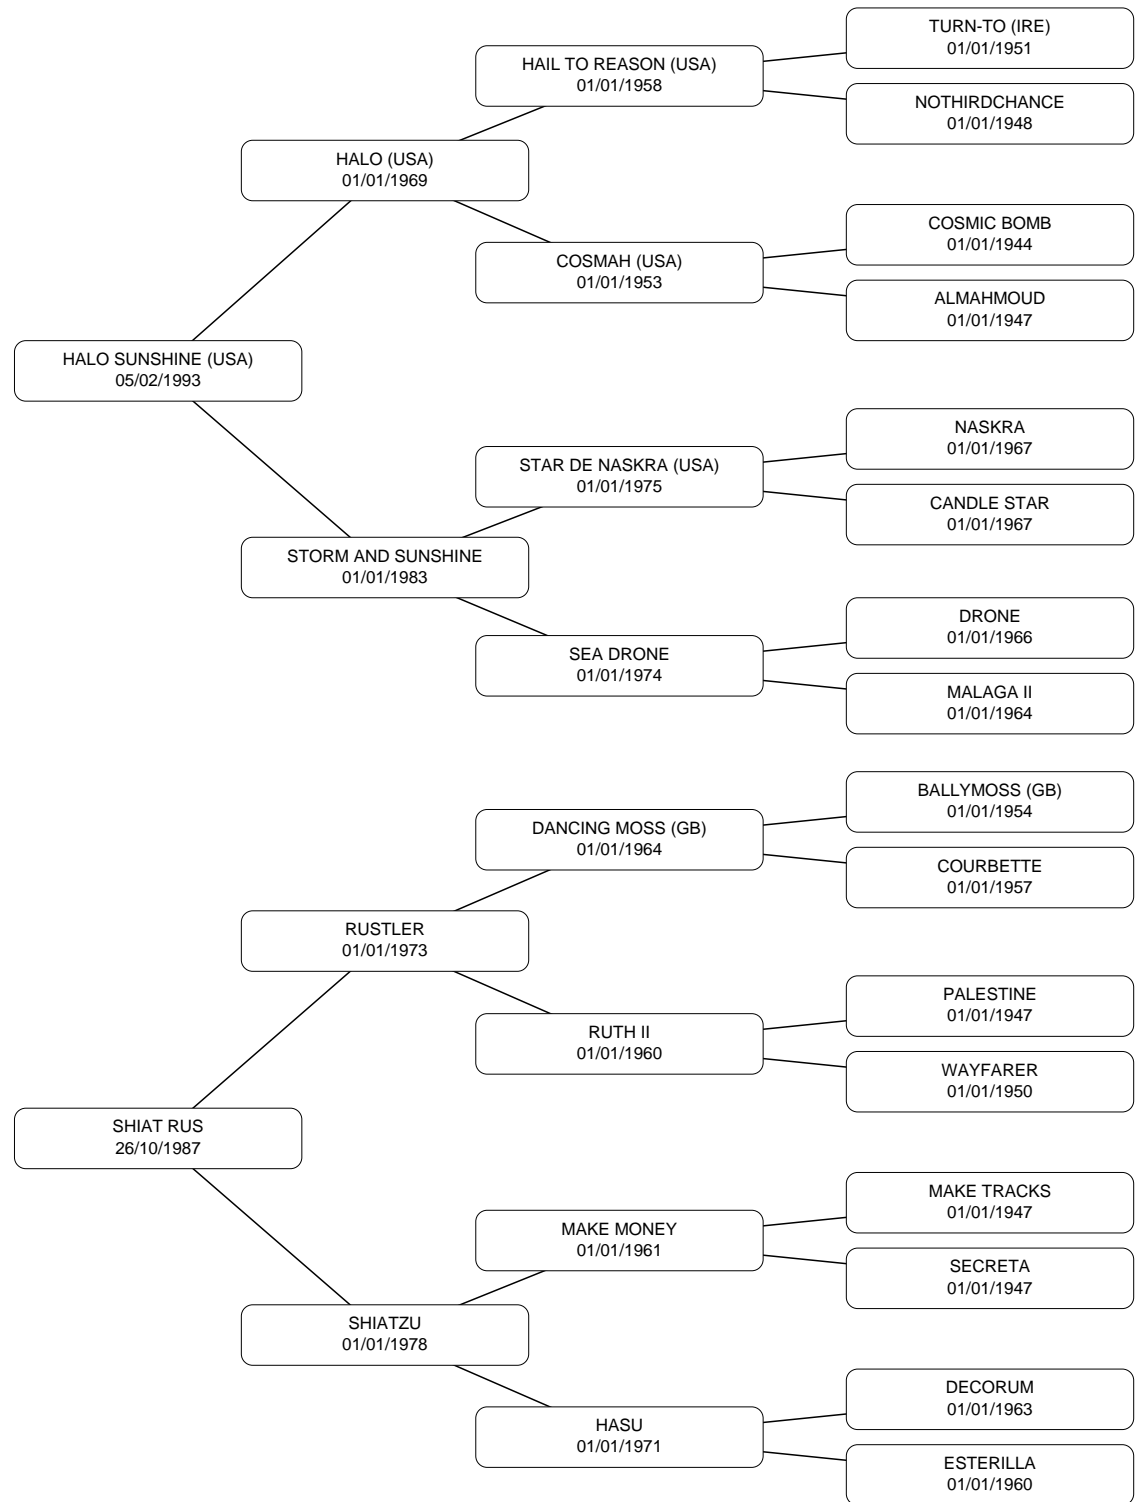 TURN-TO (IRE)
01/01/1951
HAIL TO REASON (USA)
01/01/1958
NOTHIRDCHANCE
01/01/1948
HALO (USA)
01/01/1969
COSMIC BOMB
01/01/1944
COSMAH (USA)
01/01/1953
ALMAHMOUD
01/01/1947
HALO SUNSHINE (USA)
05/02/1993
NASKRA
01/01/1967
STAR DE NASKRA (USA)
01/01/1975
CANDLE STAR
01/01/1967
STORM AND SUNSHINE
01/01/1983
DRONE
01/01/1966
SEA DRONE
01/01/1974
MALAGA II
01/01/1964
BALLYMOSS (GB)
01/01/1954
DANCING MOSS (GB)
01/01/1964
COURBETTE
01/01/1957
RUSTLER
01/01/1973
PALESTINE
01/01/1947
RUTH II
01/01/1960
WAYFARER
01/01/1950
SHIAT RUS
26/10/1987
MAKE TRACKS
01/01/1947
MAKE MONEY
01/01/1961
SECRETA
01/01/1947
SHIATZU
01/01/1978
DECORUM
01/01/1963
HASU
01/01/1971
ESTERILLA
01/01/1960